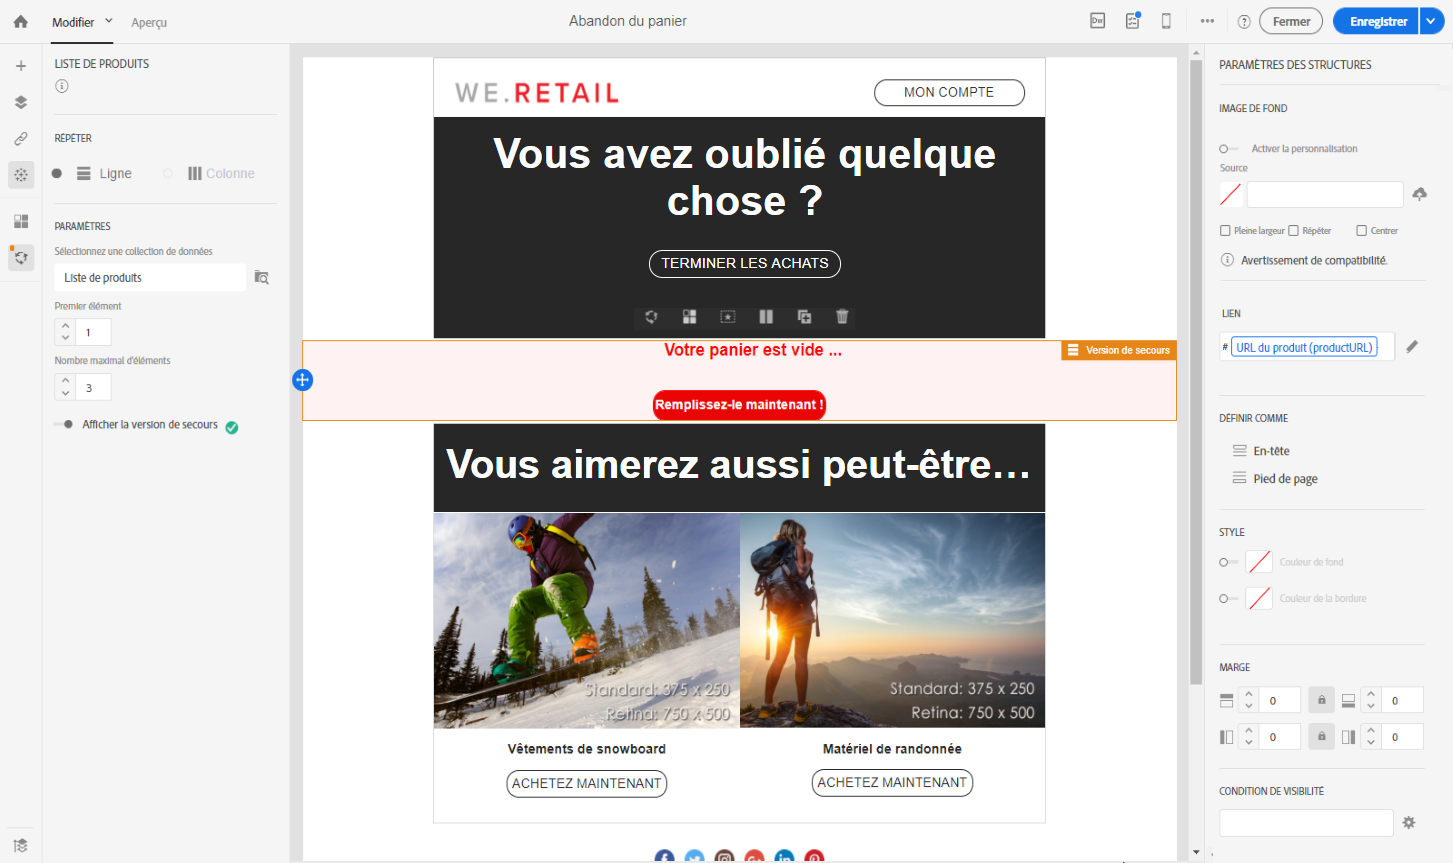 Modifier
Aperçu
Abandon du panier
Dw
Fermer
Enregistrer
LISTE DE PRODUITS
RÉPÉTER
Ligne
Colonne
PARAMÈTRES
Sélectionnez une collection de données
Liste de produits
Premier élément
1
Nombre maximal d'éléments
3
Afficher la version de secours
WE.RETAIL
MON COMPTE
Vous avez oublié quelque
chose ?
TERMINER LES ACHATS
Votre panier est vide ...
Version de secours
Remplissez-le maintenant !
Vous aimerez aussi peut-être…
Standard: 375 x 250
Retina: 750 x 500
Standard: 375 x 250
Retina: 750 x 500
Vêtements de snowboard
Matériel de randonnée
ACHETEZ MAINTENANT
ACHETEZ MAINTENANT
PARAMÈTRES DES STRUCTURES
IMAGE DE FOND
Activer la personnalisation
Source
Pleine largeur
Répéter
Centrer
Avertissement de compatibilité.
LIEN
# URL du produit (productURL)
DÉFINIR COMME
En-tête
Pied de page
STYLE
Couleur de fond
Couleur de la bordure
MARGE
0
0
0
0
CONDITION DE VISIBILITÉ